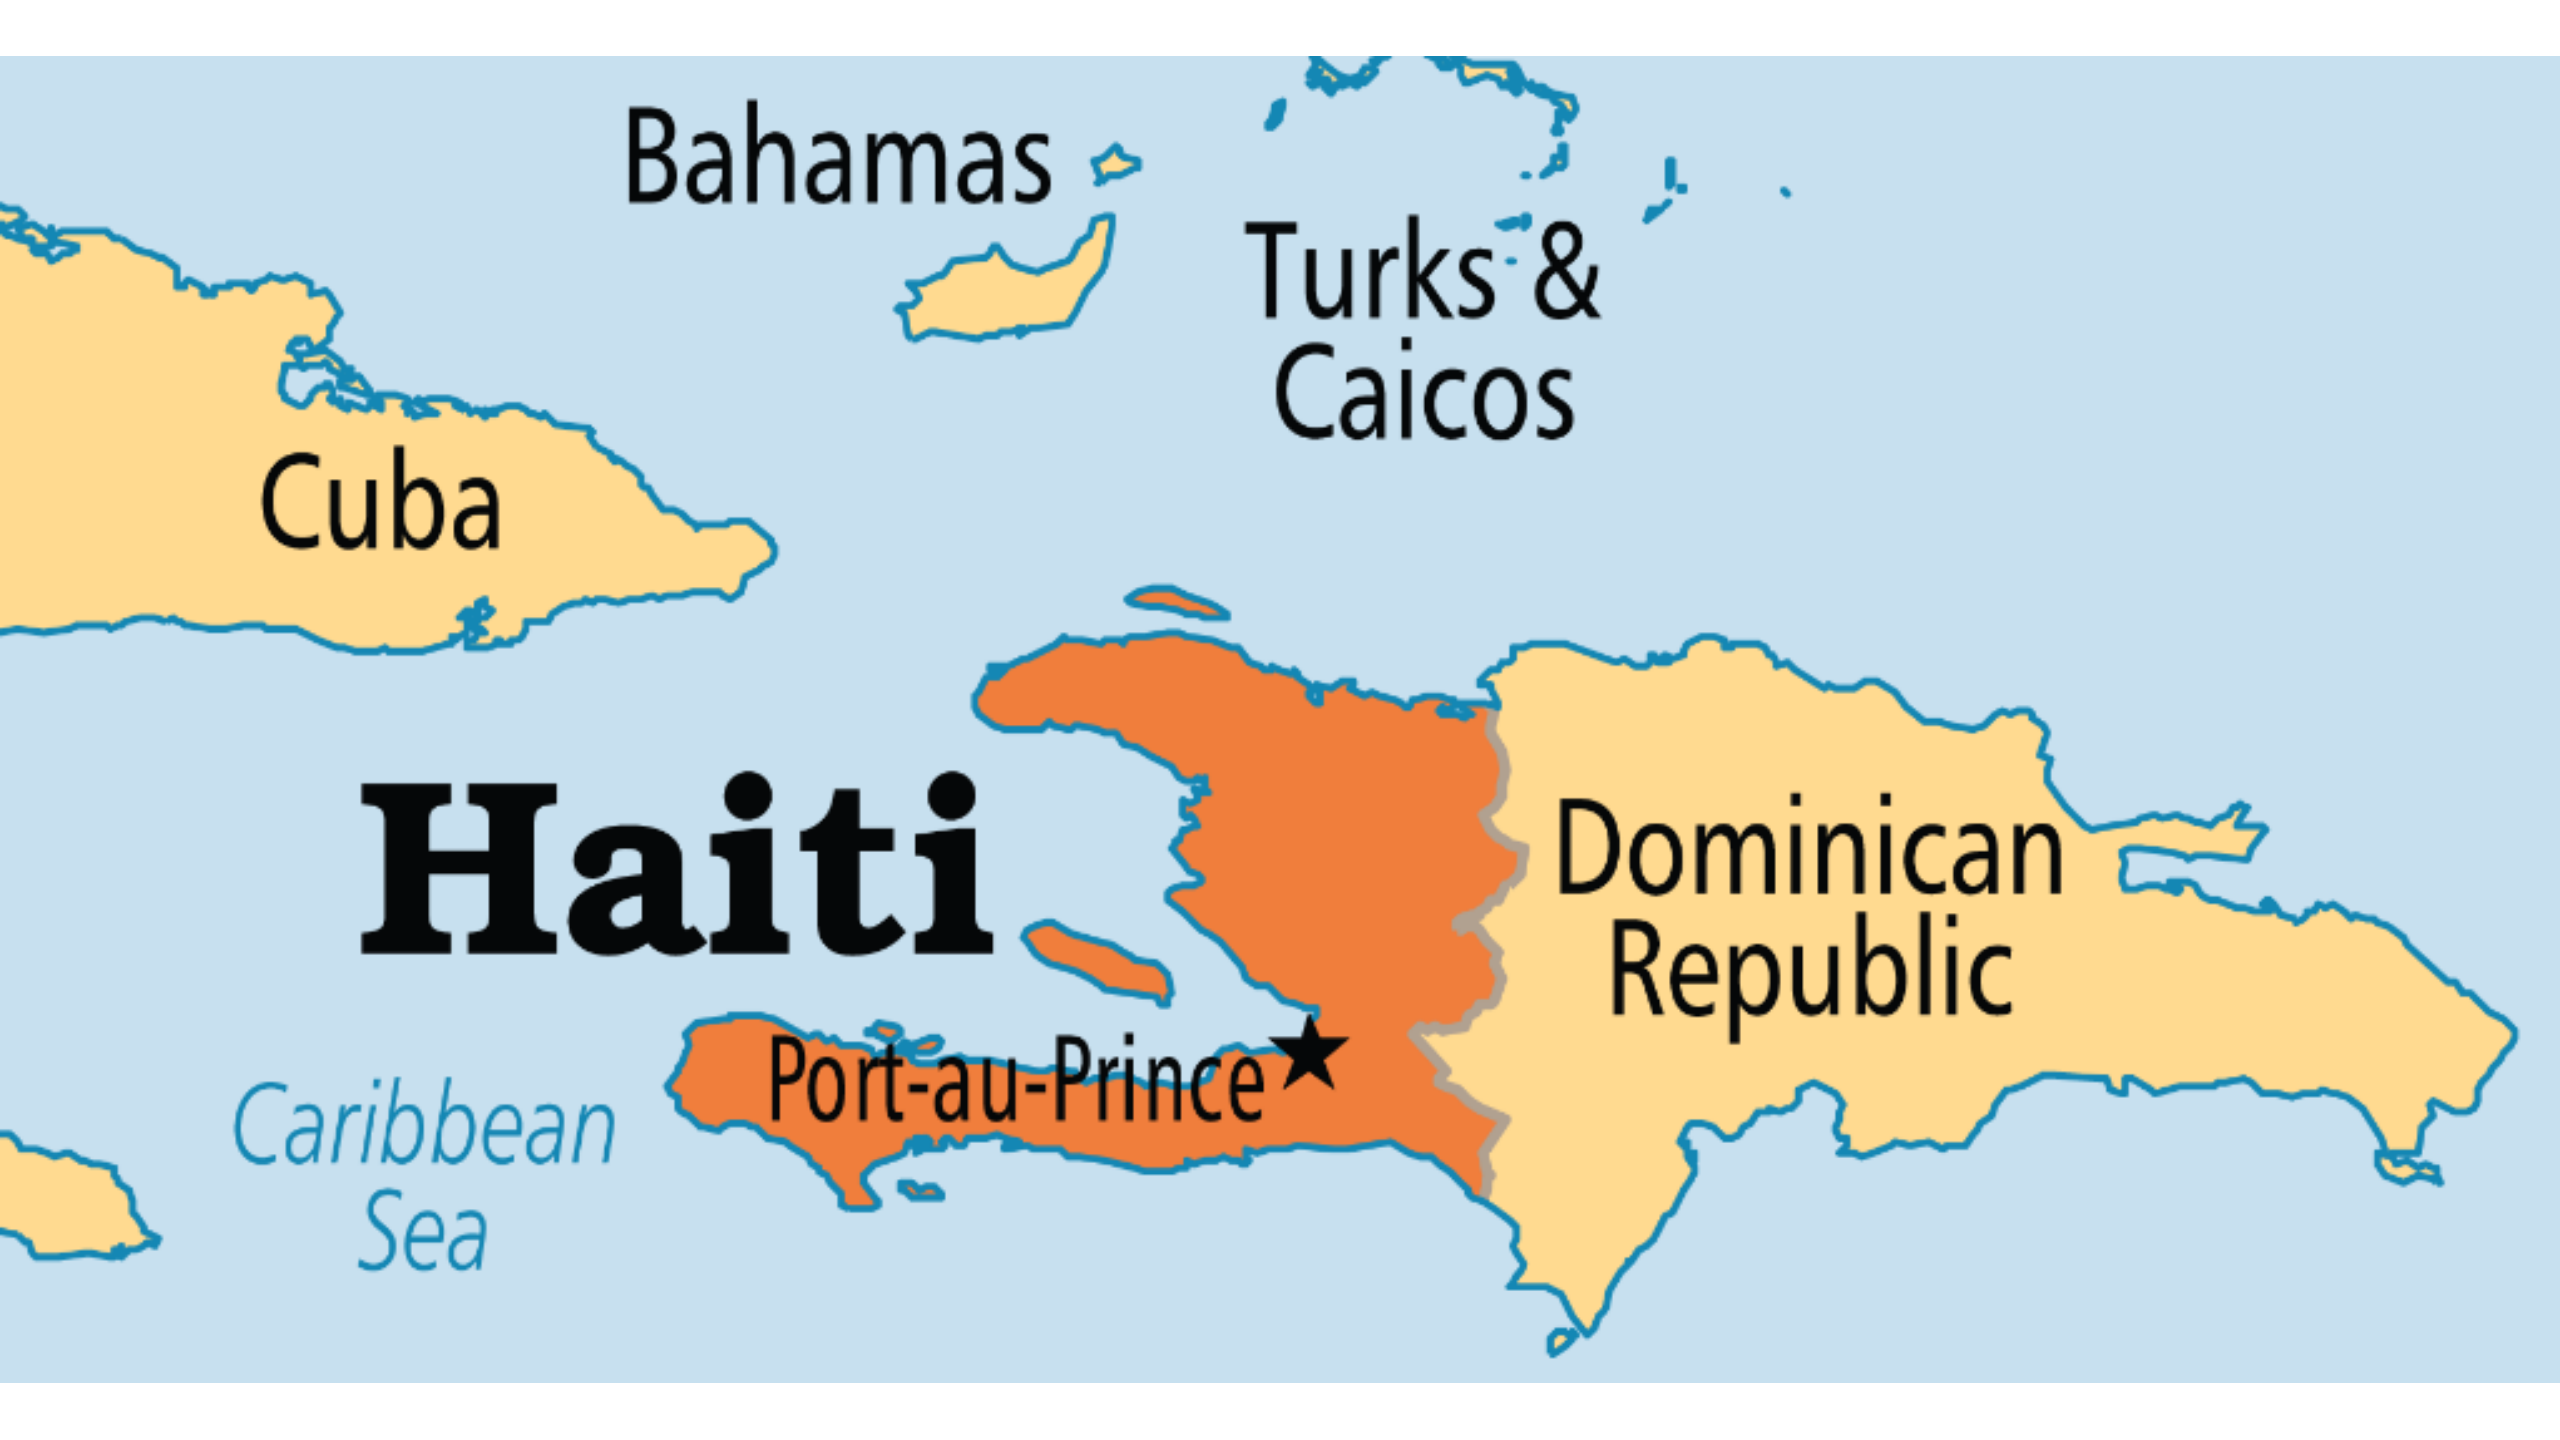 Bahamas
Turks &
Caicos
Cuba
Haiti
Dominican
Republic
Port-au-Prince
Caribbean
Sea